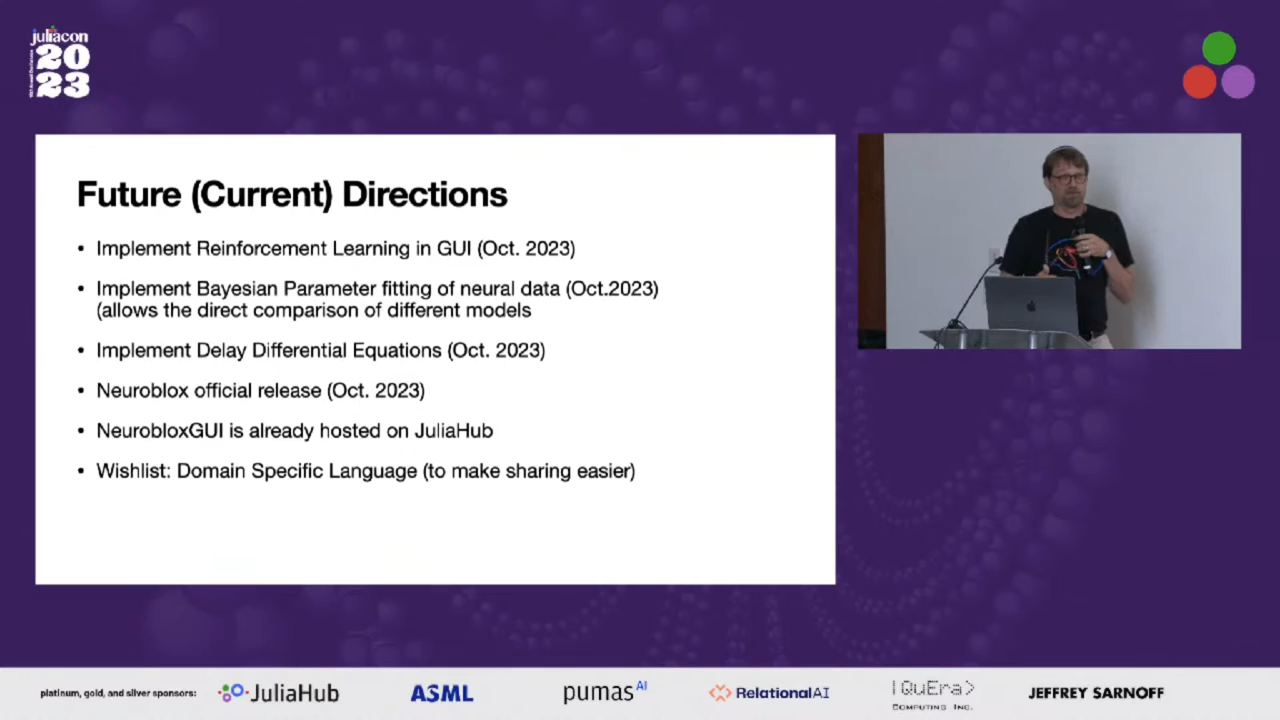 juliacon
20
23
Future (Current) Directions
• Implement Reinforcement Learning in GUI (Oct. 2023)
• Implement Bayesian Parameter fitting of neural data (Oct.2023)
(allows the direct comparison of different models
• Implement Delay Differential Equations (Oct. 2023)
• Neuroblox official release (Oct. 2023)
• NeurobloxGUI is already hosted on JuliaHub
• Wishlist: Domain Specific Language (to make sharing easier)
platinum, gold, and silver sponsors:
JuliaHub
ASML
pumasAI
RelationalAI
|QuEra>
Computing Inc.
JEFFREY SARNOFF